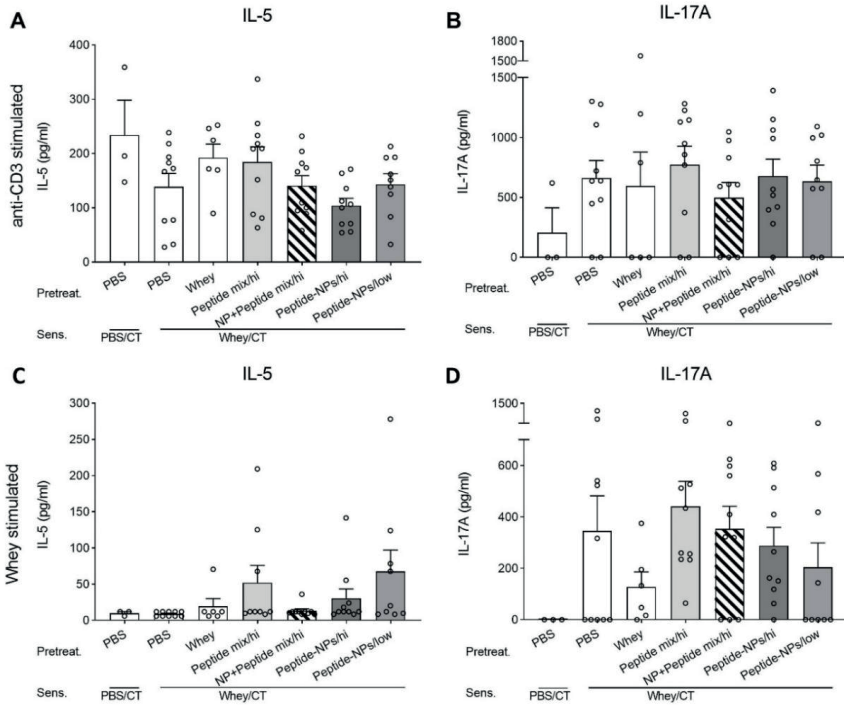 A
IL-5
anti-CD3 stimulated
IL-5 (pg/ml)
400
300
200
100
0
Pretreat.
PBS
PBS
Whey
Peptide mix/hi
NP+Peptide mix/hi
Peptide-NPs/hi
Peptide-NPs/low
Sens.
PBS/CT
Whey/CT
B
IL-17A
IL-17A (pg/ml)
1800
1500
1500
1000
500
0
Pretreat.
PBS
PBS
Whey
Peptide mix/hi
NP+Peptide mix/hi
Peptide-NPs/hi
Peptide-NPs/low
Sens.
PBS/CT
Whey/CT
C
IL-5
Whey stimulated
IL-5 (pg/ml)
300
250
200
150
100
50
0
Pretreat.
PBS
PBS
Whey
Peptide mix/hi
NP+Peptide mix/hi
Peptide-NPs/hi
Peptide-NPs/low
Sens.
PBS/CT
Whey/CT
D
IL-17A
IL-17A (pg/ml)
1500
600
400
200
0
Pretreat.
PBS
PBS
Whey
Peptide mix/hi
NP+Peptide mix/hi
Peptide-NPs/hi
Peptide-NPs/low
Sens.
PBS/CT
Whey/CT